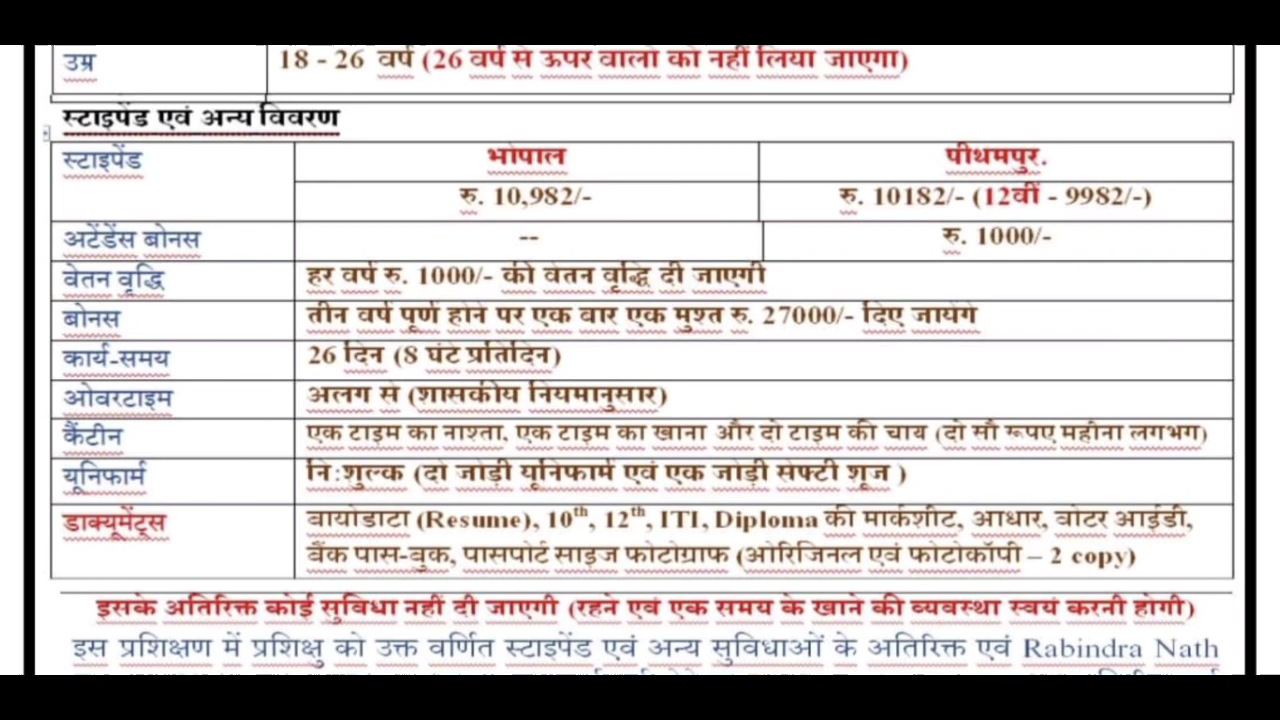 उम्र 18 - 26 वर्ष (26 वर्ष से ऊपर वालो को नहीं लिया जाएगा)
स्टाइपेंड एवं अन्य विवरण
स्टाइपेंड भोपाल पीथमपुर.
रु. 10,982/- रु. 10182/- (12वीं - 9982/-)
अटेंडेंस बोनस -- रु. 1000/-
वेतन वृद्धि हर वर्ष रु. 1000/- की वेतन वृद्धि दी जाएगी
बोनस तीन वर्ष पूर्ण होने पर एक बार एक मुश्त रु. 27000/- दिए जायेंगे
कार्य-समय 26 दिन (8 घंटे प्रतिदिन)
ओवरटाइम अलग से (शासकीय नियमानुसार)
कैंटीन एक टाइम का नाश्ता, एक टाइम का खाना और दो टाइम की चाय (दो सौ रूपए महीना लगभग)
यूनिफार्म नि:शुल्क (दो जोड़ी यूनिफार्म एवं एक जोड़ी सेफ्टी शूज )
डाक्यूमेंट्स बायोडाटा (Resume), 10th, 12th, ITI, Diploma की मार्कशीट, आधार, वोटर आईडी,
बैंक पास-बुक, पासपोर्ट साइज फोटोग्राफ (ओरिजिनल एवं फोटोकॉपी – 2 copy)
इसके अतिरिक्त कोई सुविधा नहीं दी जाएगी (रहने एवं एक समय के खाने की व्यवस्था स्वयं करनी होगी)
इस प्रशिक्षण में प्रशिक्षु को उक्त वर्णित स्टाइपेंड एवं अन्य सुविधाओं के अतिरिक्त एवं Rabindra Nath